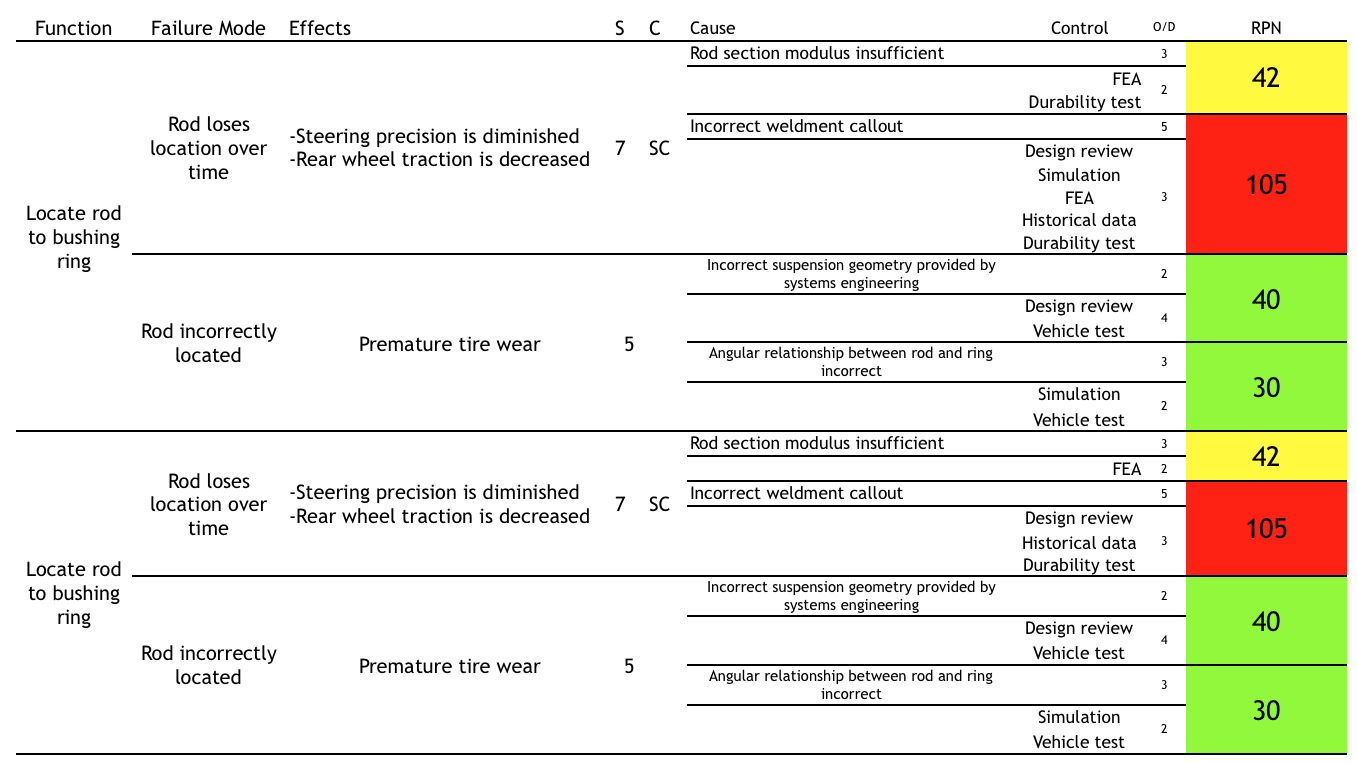 Function Failure Mode Effects S C Cause Control O/D RPN
Rod section modulus insufficient 3
42
FEA
2
Durability test
Rod loses
location over
time
-Steering precision is diminished
-Rear wheel traction is decreased
7 SC
Incorrect weldment callout 5
105
Design review
Simulation
FEA
3
Historical data
Durability test
Locate rod
to bushing
ring
Incorrect suspension geometry provided by
systems engineering
2
40
Design review
4
Vehicle test
Rod incorrectly
located
Premature tire wear
5
Angular relationship between rod and ring
incorrect
3
30
Simulation
2
Vehicle test
Rod section modulus insufficient 3
42
FEA 2
Rod loses
location over
time
-Steering precision is diminished
-Rear wheel traction is decreased
7 SC
Incorrect weldment callout 5
105
Design review
Historical data
3
Durability test
Locate rod
to bushing
ring
Incorrect suspension geometry provided by
systems engineering
2
40
Design review
4
Vehicle test
Rod incorrectly
located
Premature tire wear
5
Angular relationship between rod and ring
incorrect
3
30
Simulation
2
Vehicle test